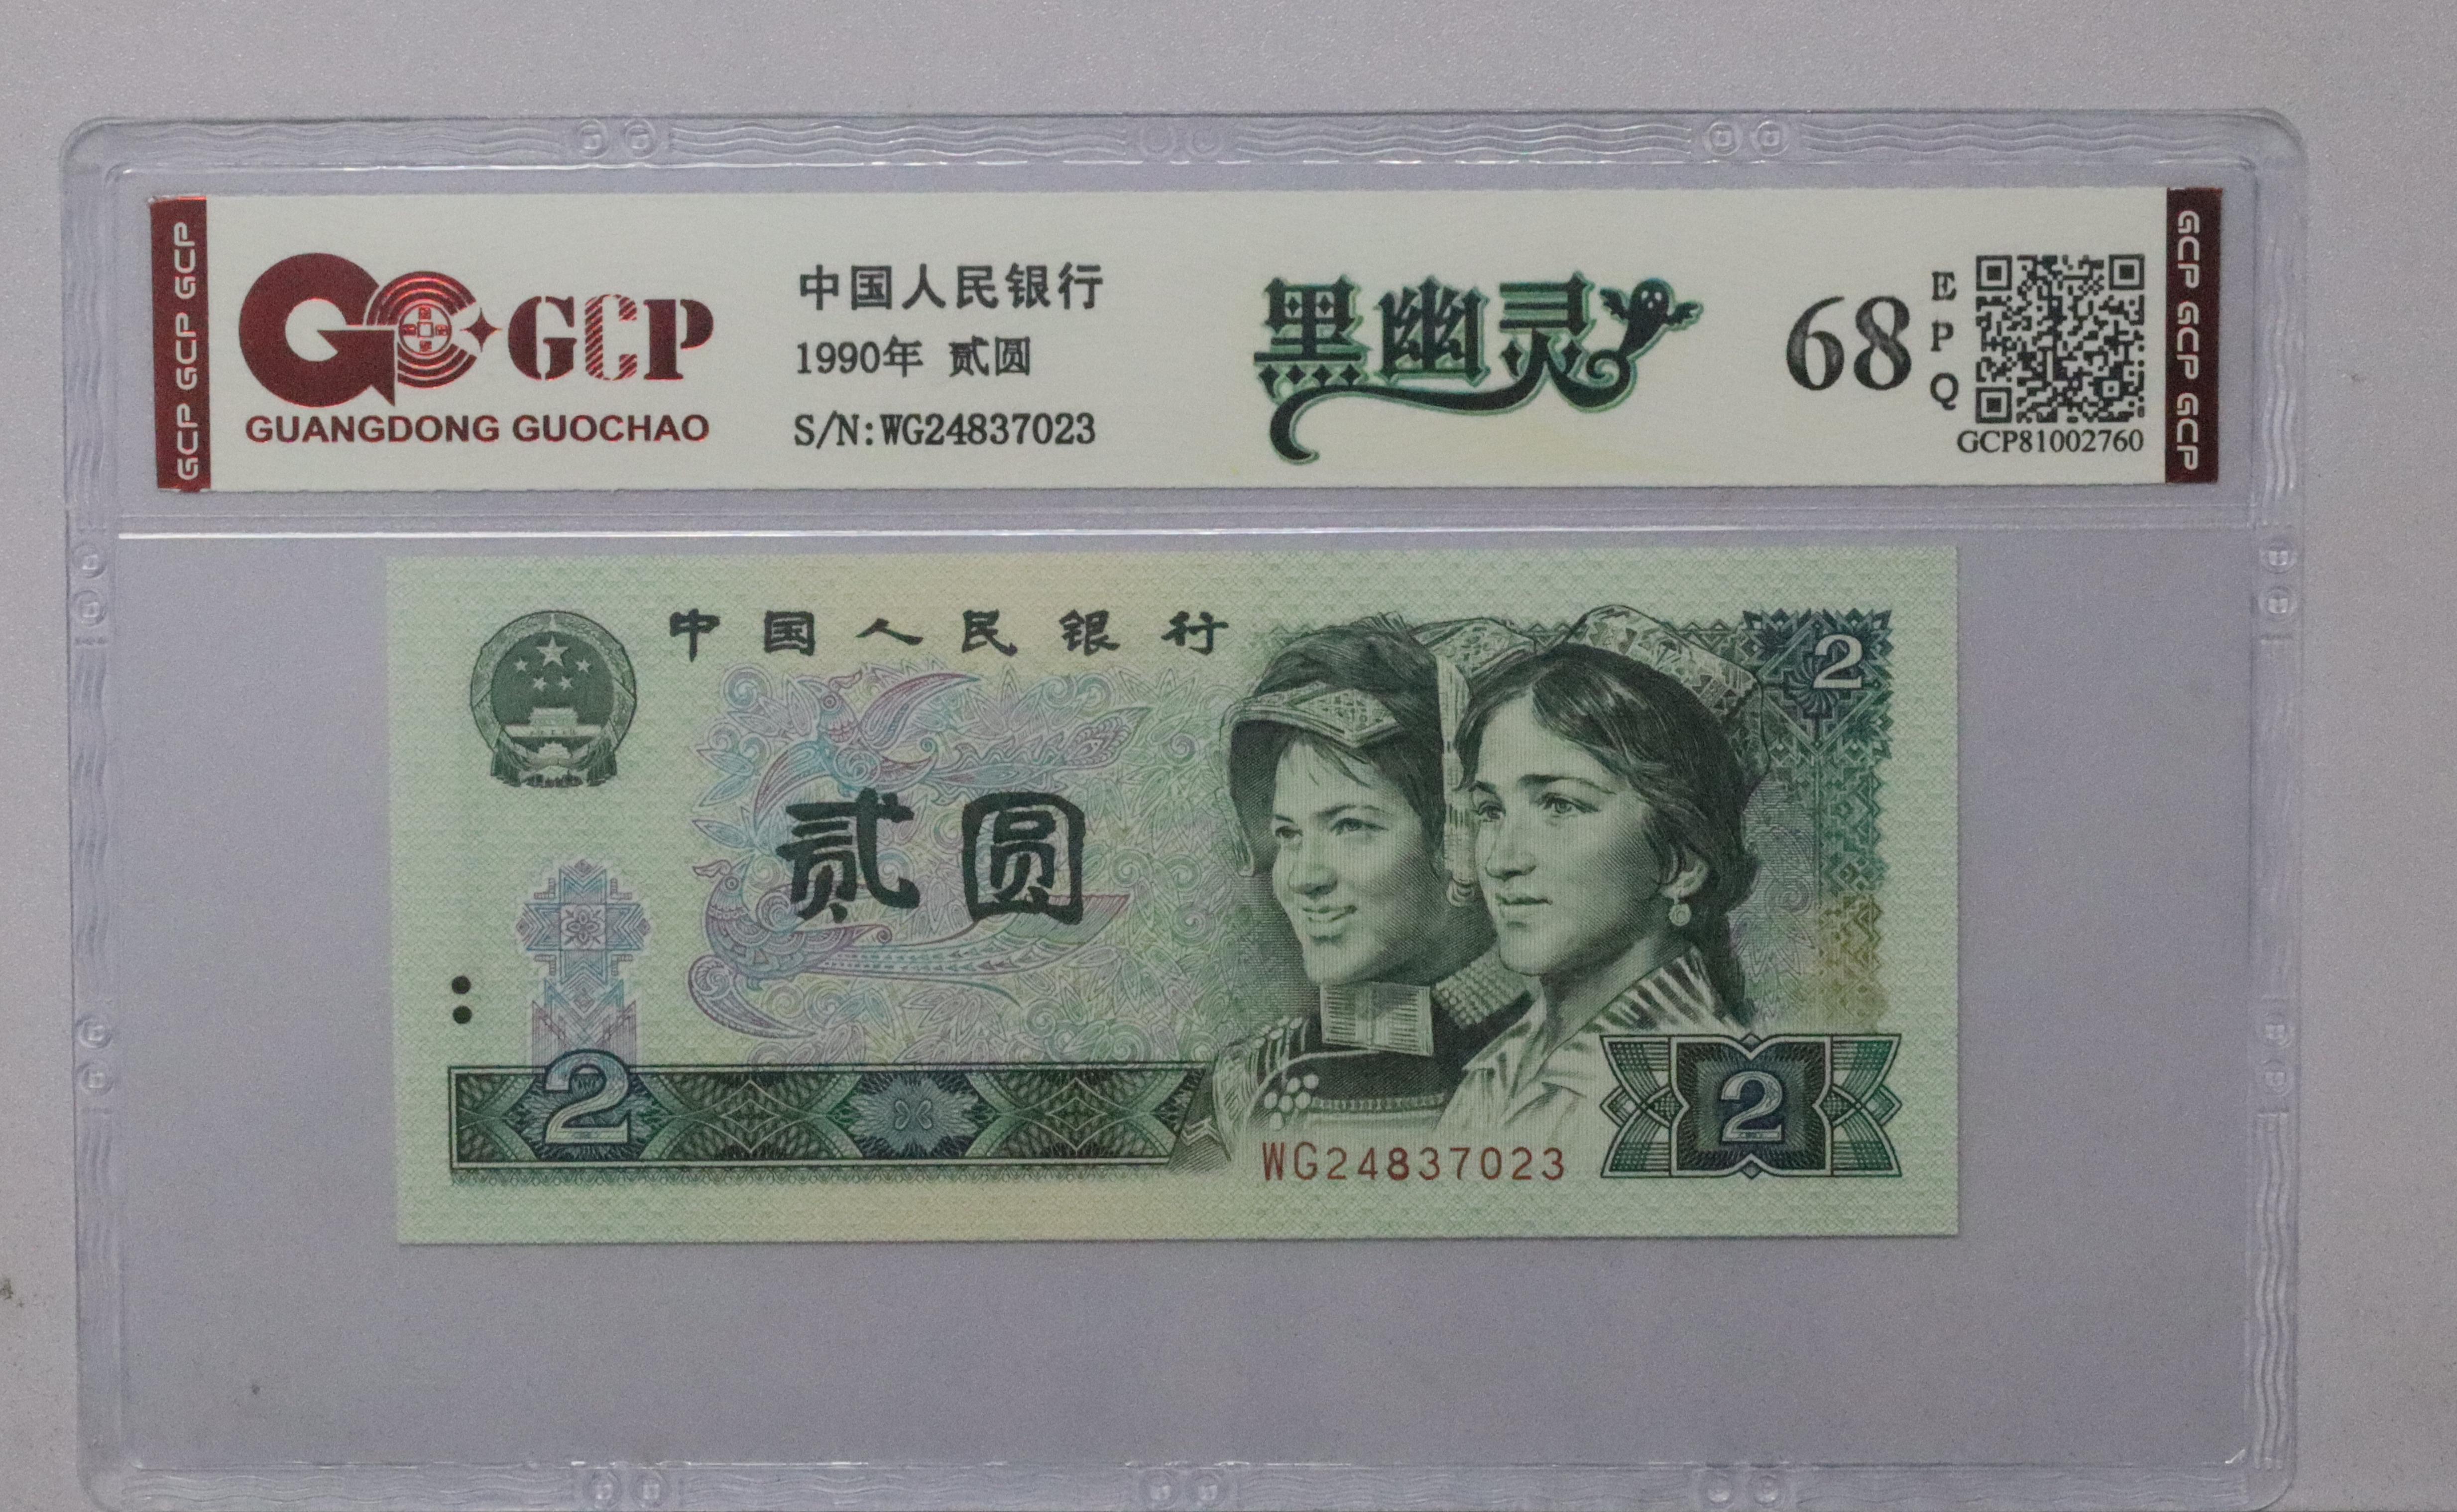 GCP GCP GCP
GCP
GUANGDONG GUOCHAO
中国人民银行
1990年 贰圆
S/N:WG24837023
黑幽灵
68
EPQ
GCP81002760
GCP GCP GCP GCP
中国人民银行
2
贰圆
2
WG24837023
2